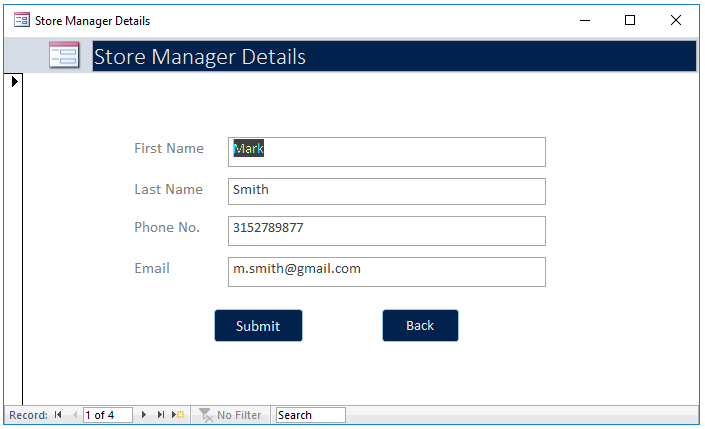 Store Manager Details
Store Manager Details
First Name Mark
Last Name Smith
Phone No. 3152789877
Email m.smith@gmail.com
Submit Back
Record: 1 of 4 No Filter Search